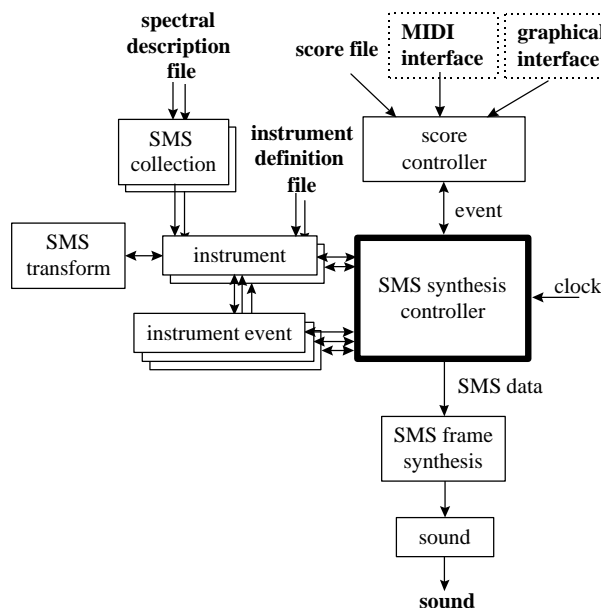 spectral
description
file
score file
MIDI
interface
graphical
interface
SMS
collection
instrument
definition
file
score
controller
event
SMS
transform
instrument
SMS synthesis
controller
clock
instrument event
SMS data
SMS frame
synthesis
sound
sound